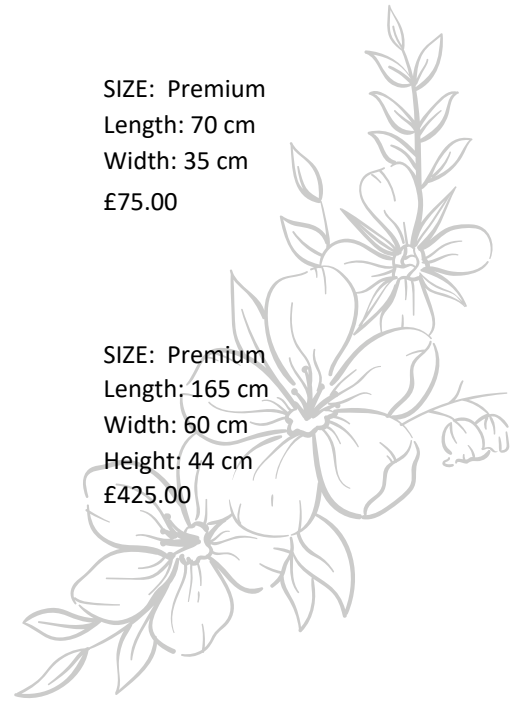 SIZE:  Premium
Length: 70 cm
Width: 35 cm
£75.00
SIZE:  Premium
Length: 165 cm
Width: 60 cm
Height: 44 cm
£425.00